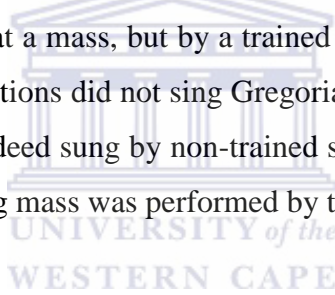 at a mass, but by a trained
tions did not sing Gregoria
deed sung by non-trained s
g mass was performed by t
UNIVERSITY of the
WESTERN CAPE